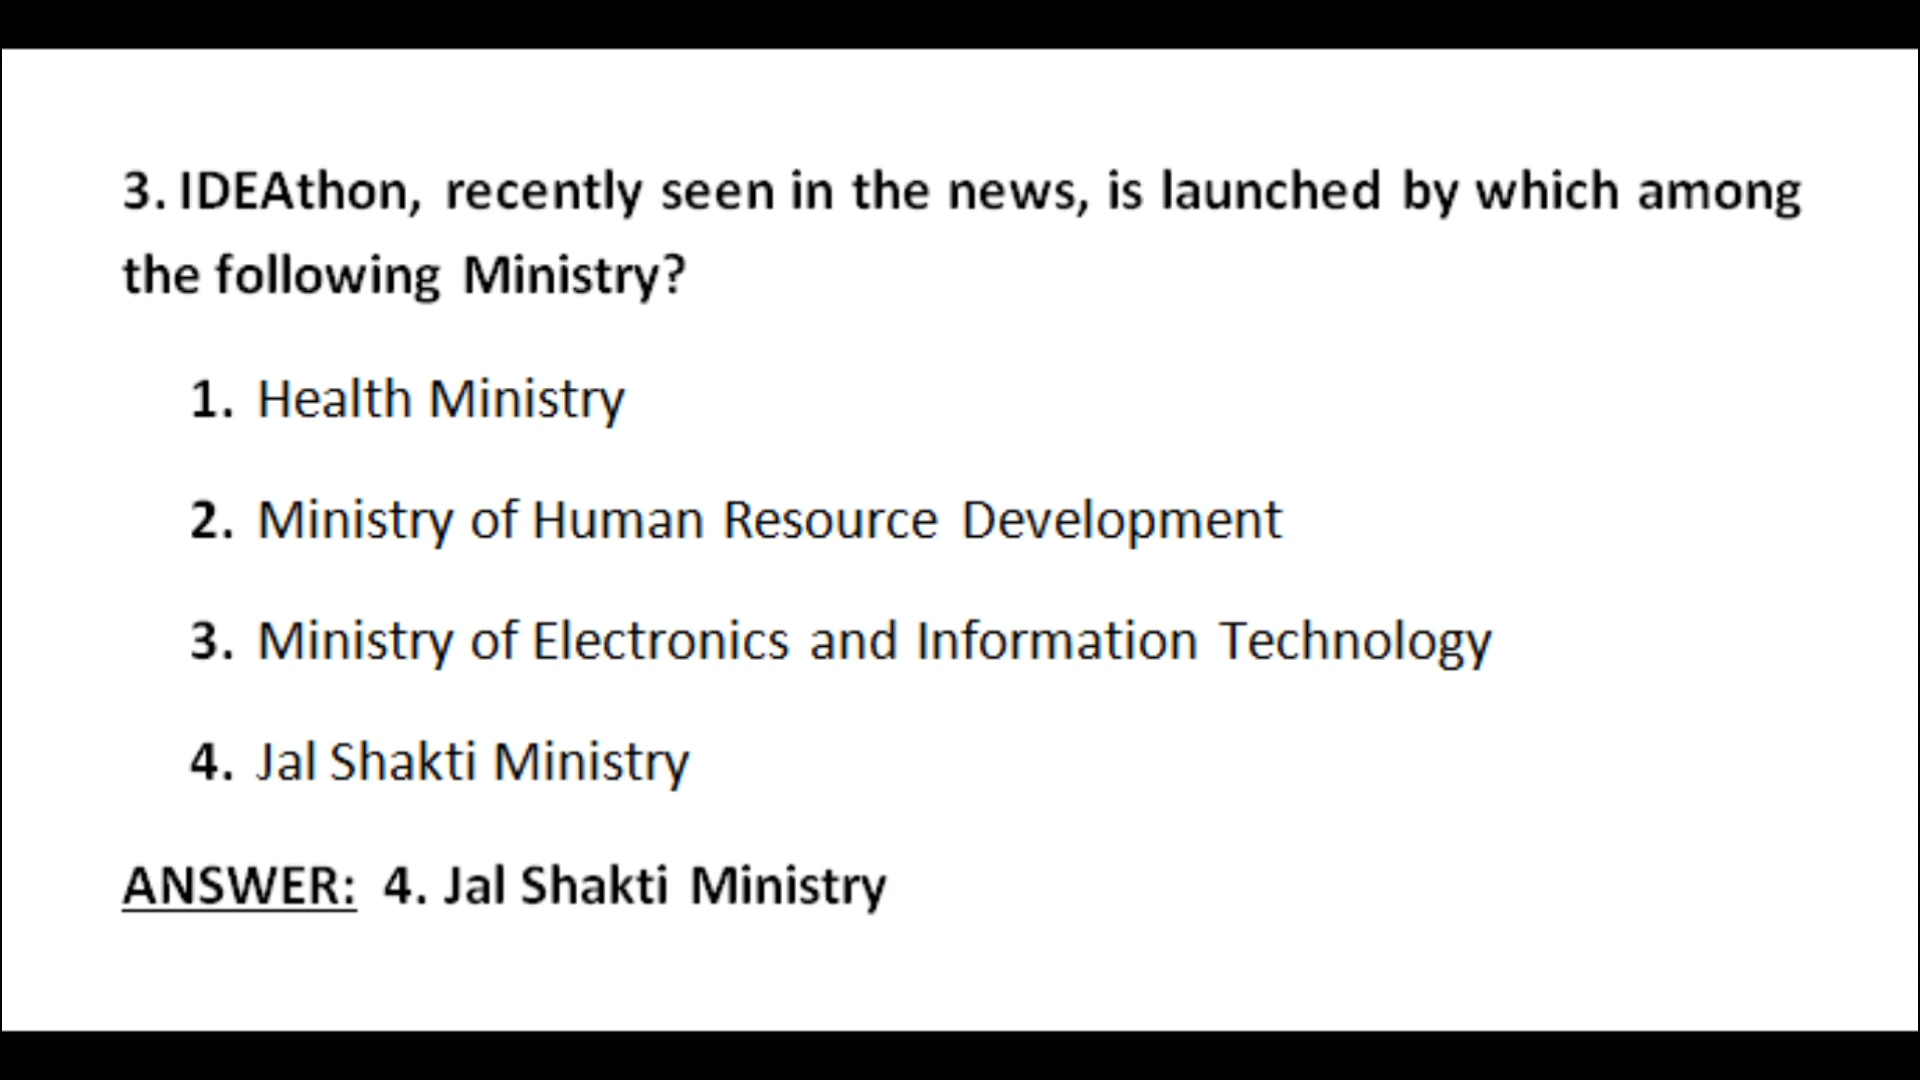 3. IDEAthon, recently seen in the news, is launched by which among
the following Ministry?
1. Health Ministry
2. Ministry of Human Resource Development
3. Ministry of Electronics and Information Technology
4. Jal Shakti Ministry
ANSWER: 4. Jal Shakti Ministry